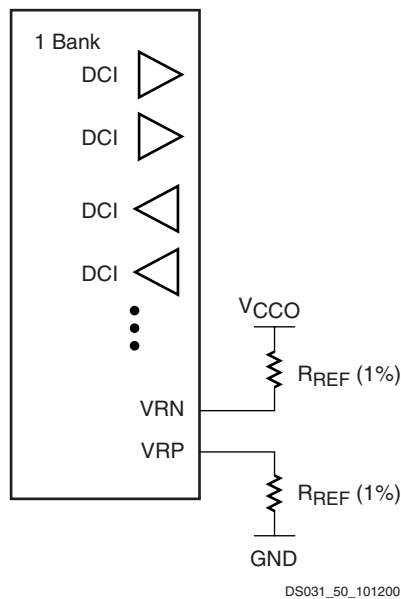 1 Bank
DCI
DCI
DCI
DCI
VCCO
RREF (1%)
VRN
VRP
RREF (1%)
GND
DS031_50_101200